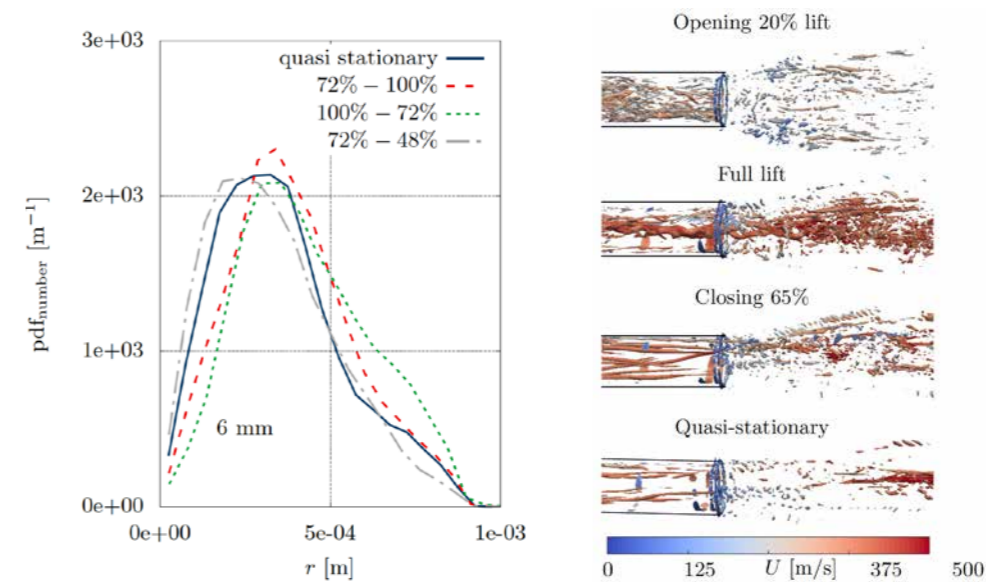 3e+03
2e+03
1e+03
0e+00
pdf_number [m⁻¹]
quasi stationary
72% − 100%
100% − 72%
72% − 48%
6 mm
0e+00
5e-04
1e-03
r [m]
Opening 20% lift
Full lift
Closing 65%
Quasi-stationary
0 125 U [m/s] 375 500